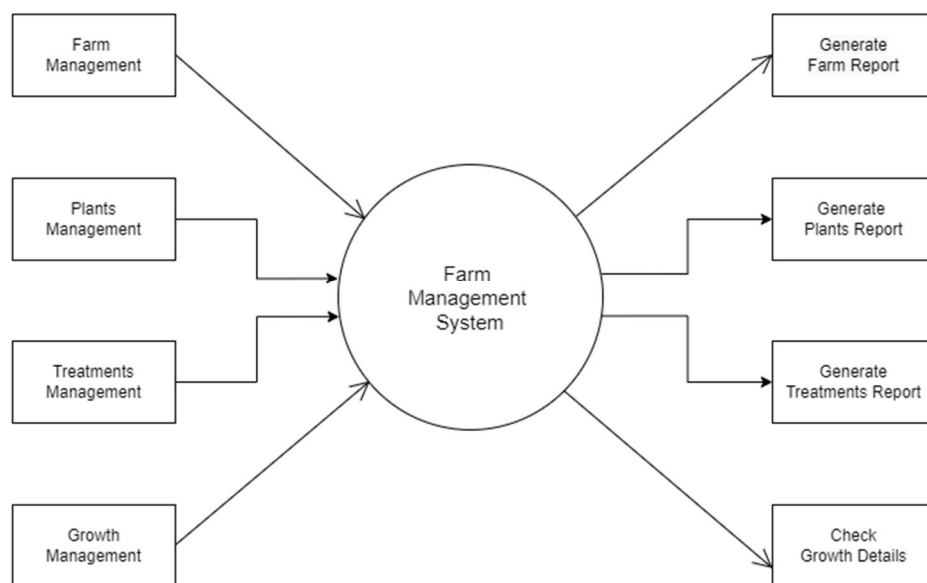 Farm
Management
Generate
Farm Report
Plants
Management
Generate
Plants Report
Farm
Management
System
Treatments
Management
Generate
Treatments Report
Growth
Management
Check
Growth Details